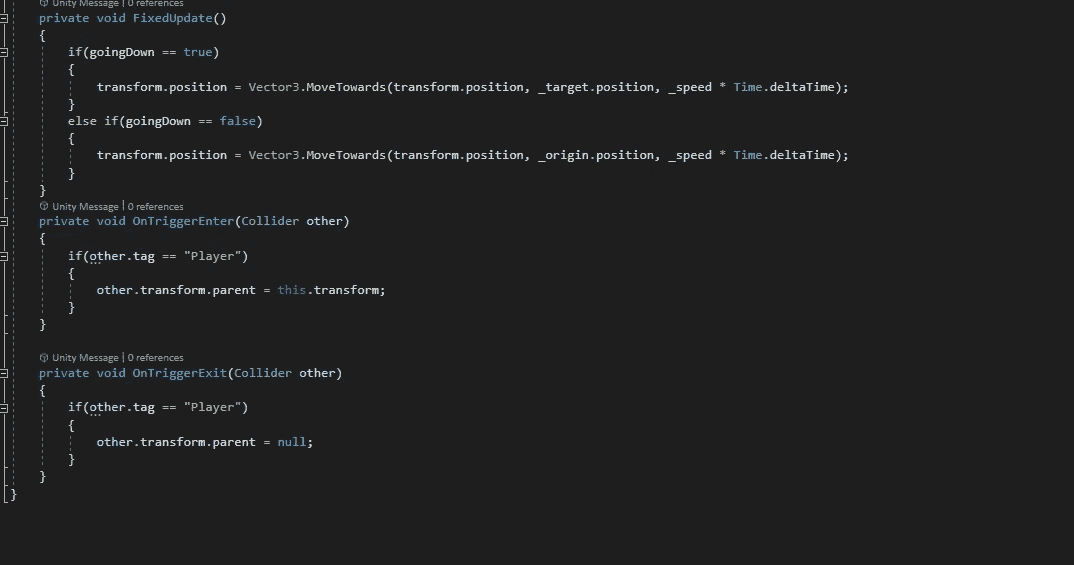 Unity Message | 0 references
private void FixedUpdate()
{
if(goingDown == true)
{
transform.position = Vector3.MoveTowards(transform.position, _target.position, _speed * Time.deltaTime);
}
else if(goingDown == false)
{
transform.position = Vector3.MoveTowards(transform.position, _origin.position, _speed * Time.deltaTime);
}
}
Unity Message | 0 references
private void OnTriggerEnter(Collider other)
{
if(other.tag == "Player")
{
other.transform.parent = this.transform;
}
}
Unity Message | 0 references
private void OnTriggerExit(Collider other)
{
if(other.tag == "Player")
{
other.transform.parent = null;
}
}
}